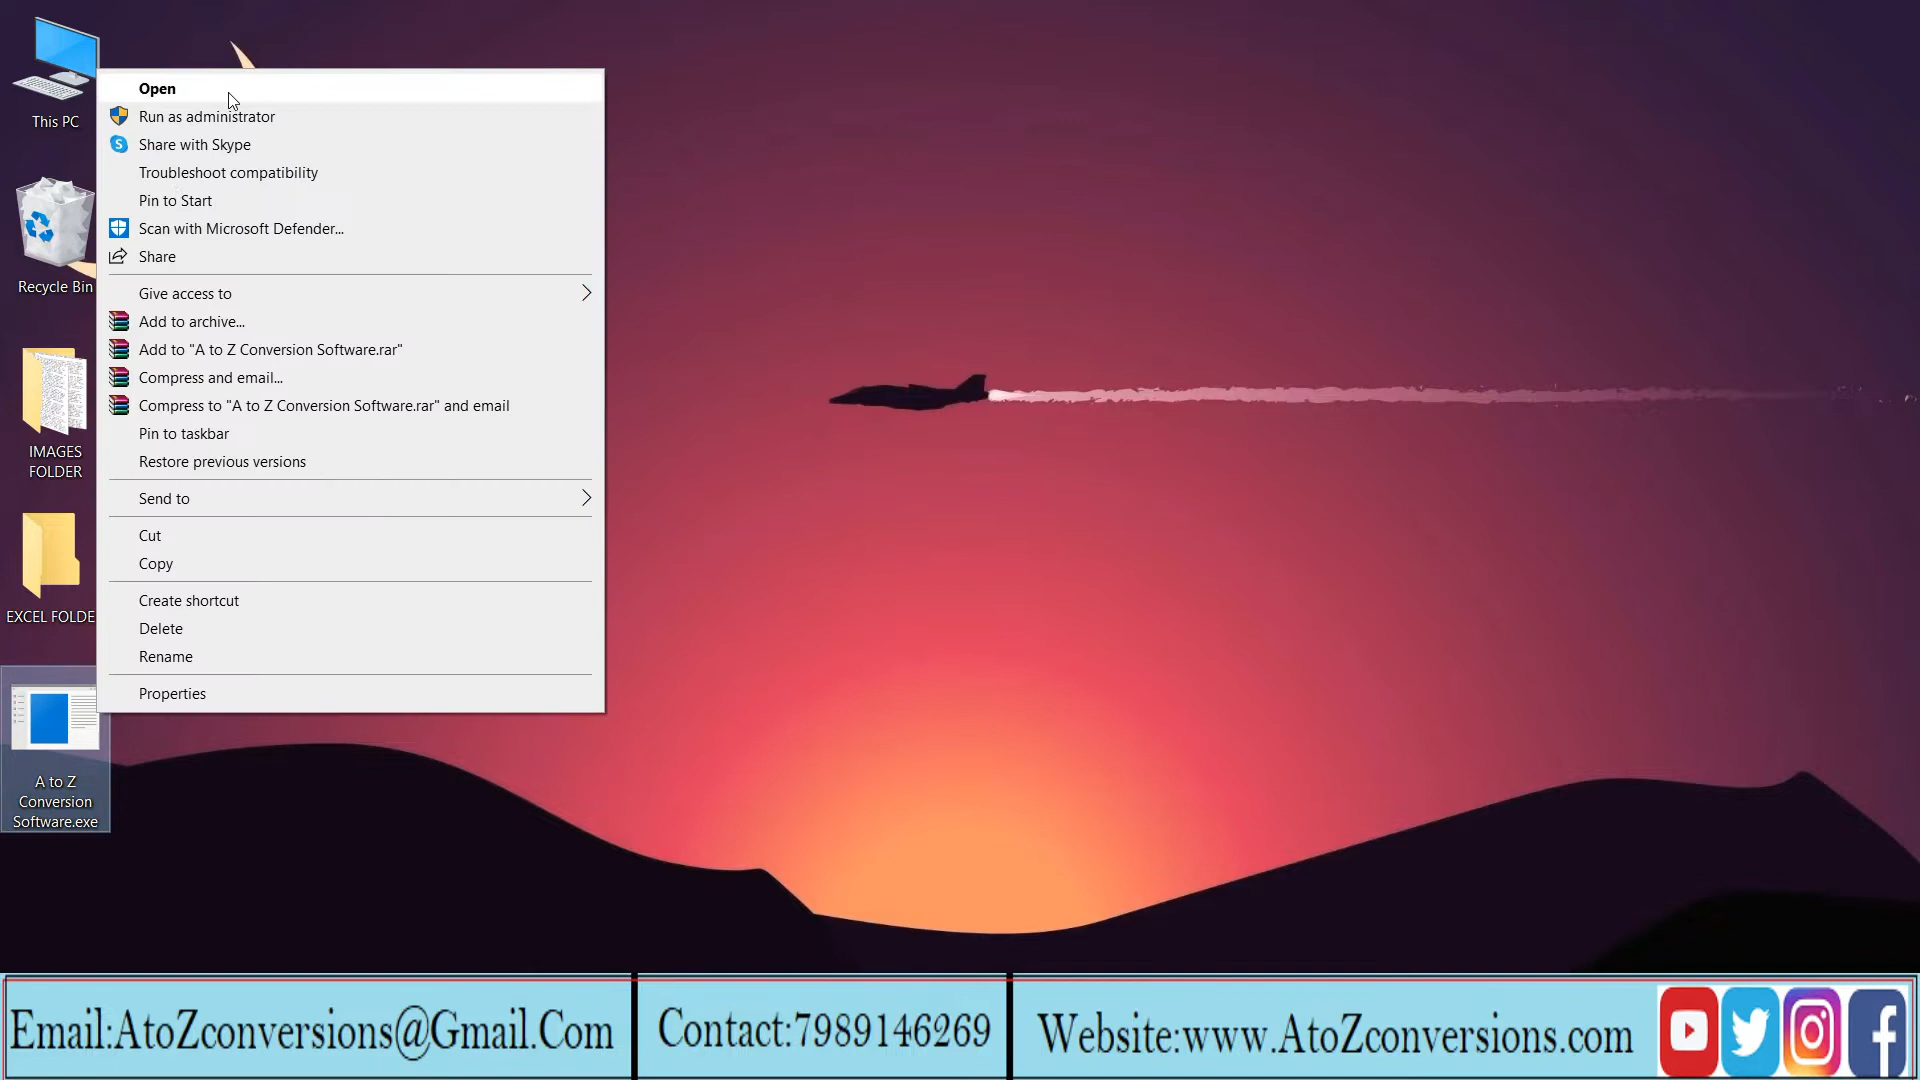 This PC
Recycle Bin
IMAGES
FOLDER
EXCEL FOLDE
A to Z
Conversion
Software.exe
Open
Run as administrator
Share with Skype
Troubleshoot compatibility
Pin to Start
Scan with Microsoft Defender...
Share
Give access to
Add to archive...
Add to "A to Z Conversion Software.rar"
Compress and email...
Compress to "A to Z Conversion Software.rar" and email
Pin to taskbar
Restore previous versions
Send to
Cut
Copy
Create shortcut
Delete
Rename
Properties
Email:AtoZconversions@Gmail.Com
Contact:7989146269
Website:www.AtoZconversions.com